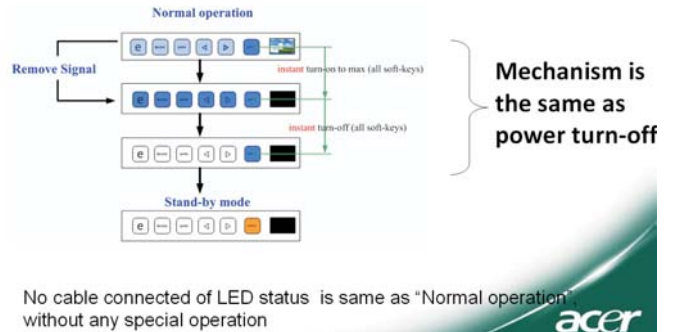 Normal operation
e
Remove Signal
instant turn-on to max (all soft-keys)
e
instant turn-off (all soft-keys)
e
Stand-by mode
e
Mechanism is
the same as
power turn-off
No cable connected of LED status is same as “Normal operation”,
without any special operation
acer